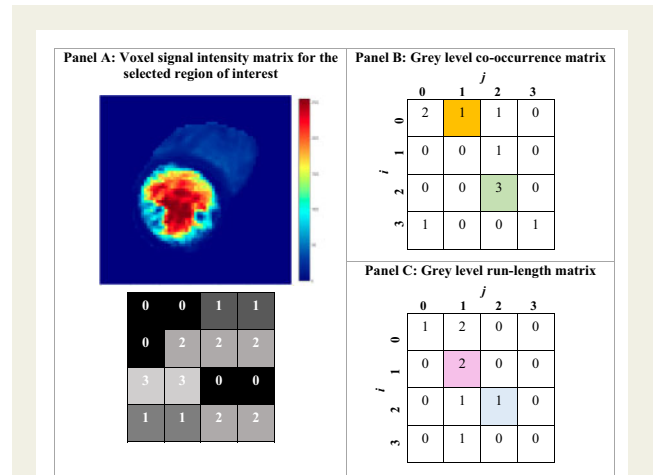 Panel A: Voxel signal intensity matrix for the
selected region of interest
0 0 1 1
0 2 2 2
3 3 0 0
1 1 2 2
Panel B: Grey level co-occurrence matrix
j
0 1 2 3
i
0 2 1 1 0
1 0 0 1 0
2 0 0 3 0
3 1 0 0 1
Panel C: Grey level run-length matrix
j
0 1 2 3
i
0 1 2 0 0
1 0 2 0 0
2 0 1 1 0
3 0 1 0 0